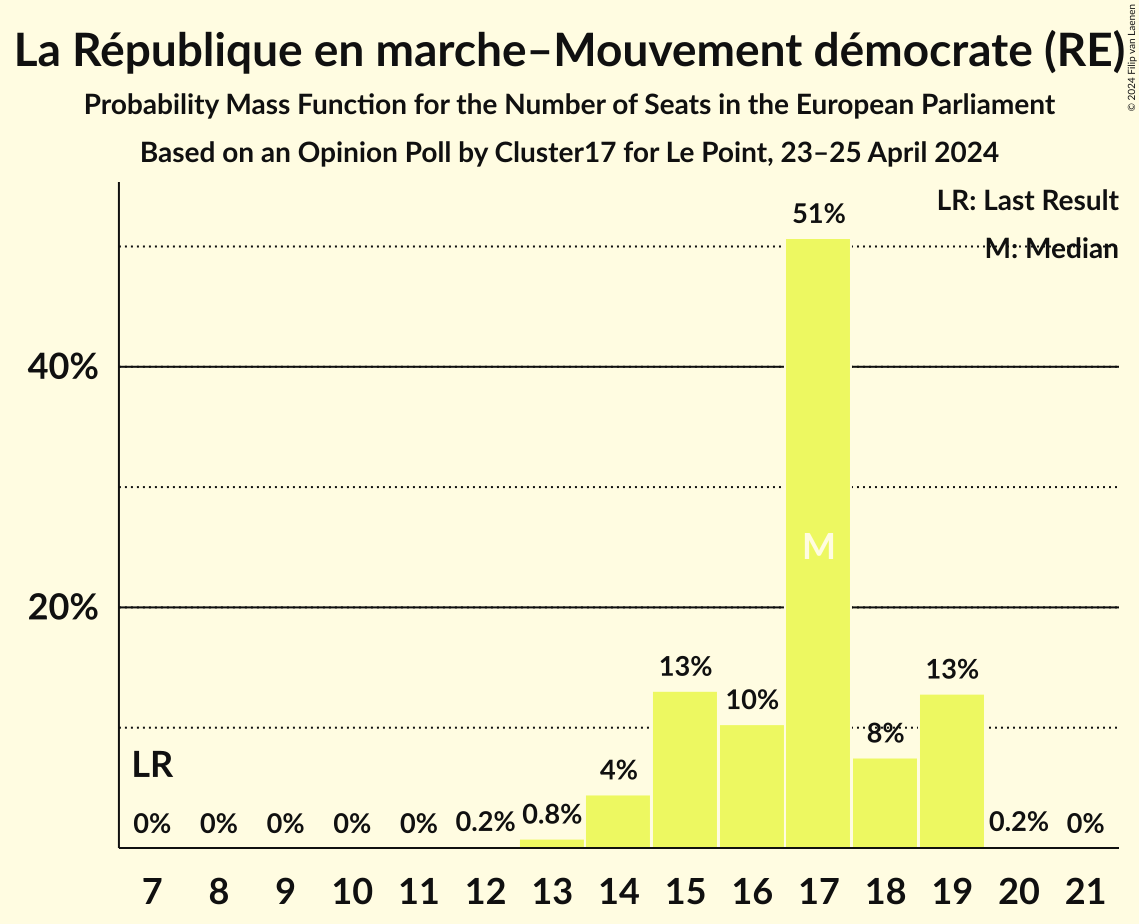 La République en marche–Mouvement démocrate (RE)
© 2024 Filip van Laenen
Probability Mass Function for the Number of Seats in the European Parliament
Based on an Opinion Poll by Cluster17 for Le Point, 23–25 April 2024
LR: Last Result
M: Median
51%
40%
M
20%
13%
13%
10%
8%
LR
4%
0%
0%
0%
0%
0%
0.2%
0.8%
0.2%
0%
7 8 9 10 11 12 13 14 15 16 17 18 19 20 21